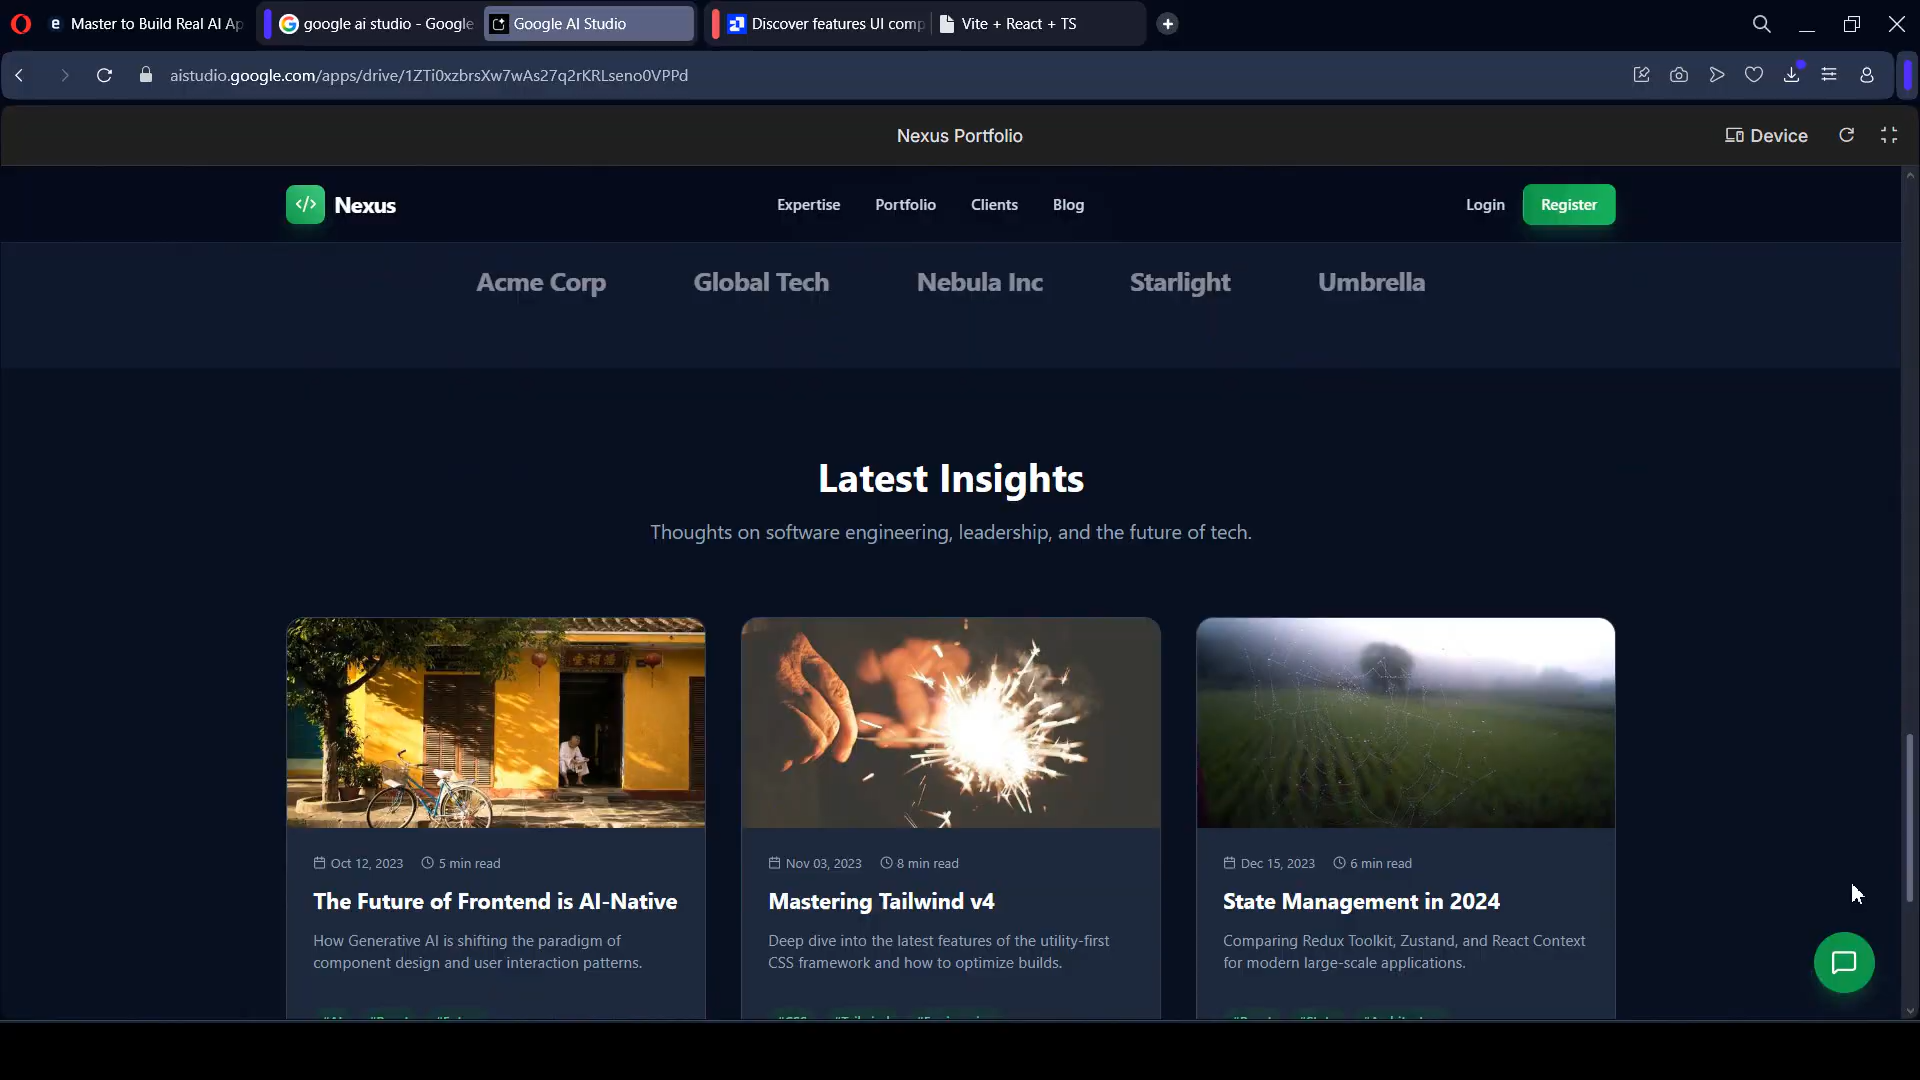 Master to Build Real AI Ap
google ai studio - Google
Google AI Studio
Discover features UI comp
Vite + React + TS
aistudio.google.com/apps/drive/1ZTi0xzbrsXw7wAs27q2rKRLseno0VPPd
Nexus Portfolio
Device
</> Nexus
Expertise
Portfolio
Clients
Blog
Login
Register
Acme Corp
Global Tech
Nebula Inc
Starlight
Umbrella
Latest Insights
Thoughts on software engineering, leadership, and the future of tech.
Oct 12, 2023 5 min read
The Future of Frontend is AI-Native
How Generative AI is shifting the paradigm of
component design and user interaction patterns.
Nov 03, 2023 8 min read
Mastering Tailwind v4
Deep dive into the latest features of the utility-first
CSS framework and how to optimize builds.
Dec 15, 2023 6 min read
State Management in 2024
Comparing Redux Toolkit, Zustand, and React Context
for modern large-scale applications.